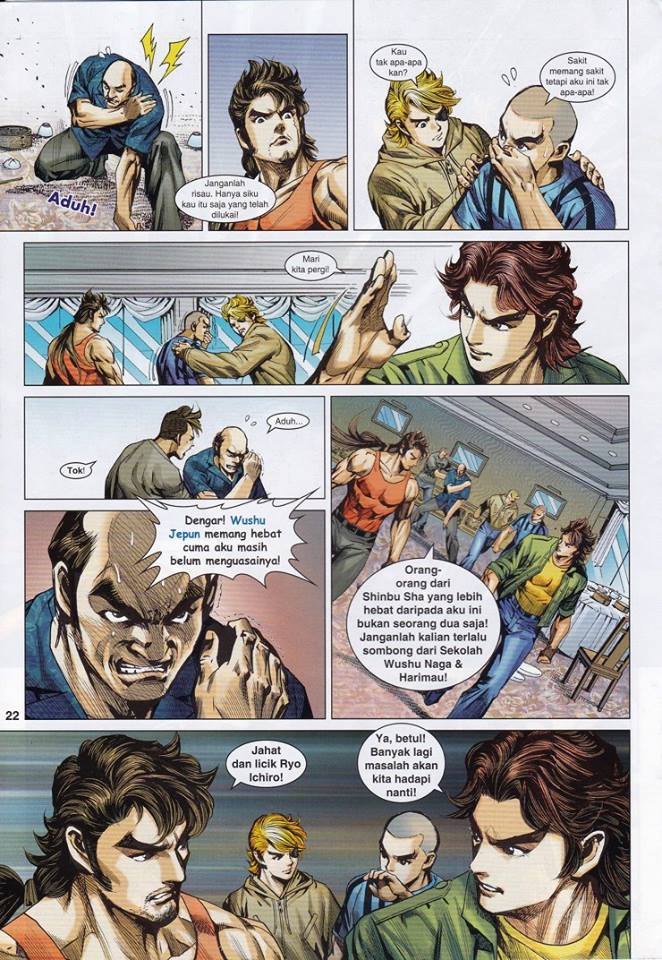 Aduh!
Janganlah
risau. Hanya siku
kau itu saja yang telah
dilukai!
Kau
tak apa-apa
kan?
Sakit
memang sakit
tetapi aku ini tak
apa-apa!
Mari
kita pergi!
Tok!
Aduh...
Dengar! Wushu
Jepun memang hebat
cuma aku masih
belum menguasainya!
Orang-
orang dari
Shinbu Sha yang lebih
hebat daripada aku ini
bukan seorang dua saja!
Janganlah kalian terlalu
sombong dari Sekolah
Wushu Naga &
Harimau!
22
Jahat
dan licik Ryo
Ichiro!
Ya, betul!
Banyak lagi
masalah akan
kita hadapi
nanti!